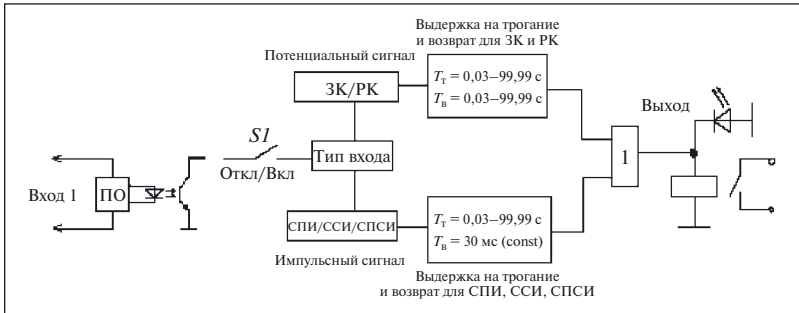 Выдержка на трогание
и возврат для ЗК и РК
Потенциальный сигнал
ЗК/РК
Tт = 0,03–99,99 с
Tв = 0,03–99,99 с
Выход
S1
Откл/Вкл
Тип входа
1
Вход 1
ПО
СПИ/ССИ/СПСИ
Tт = 0,03–99,99 с
Tв = 30 мс (const)
Импульсный сигнал
Выдержка на трогание
и возврат для СПИ, ССИ, СПСИ